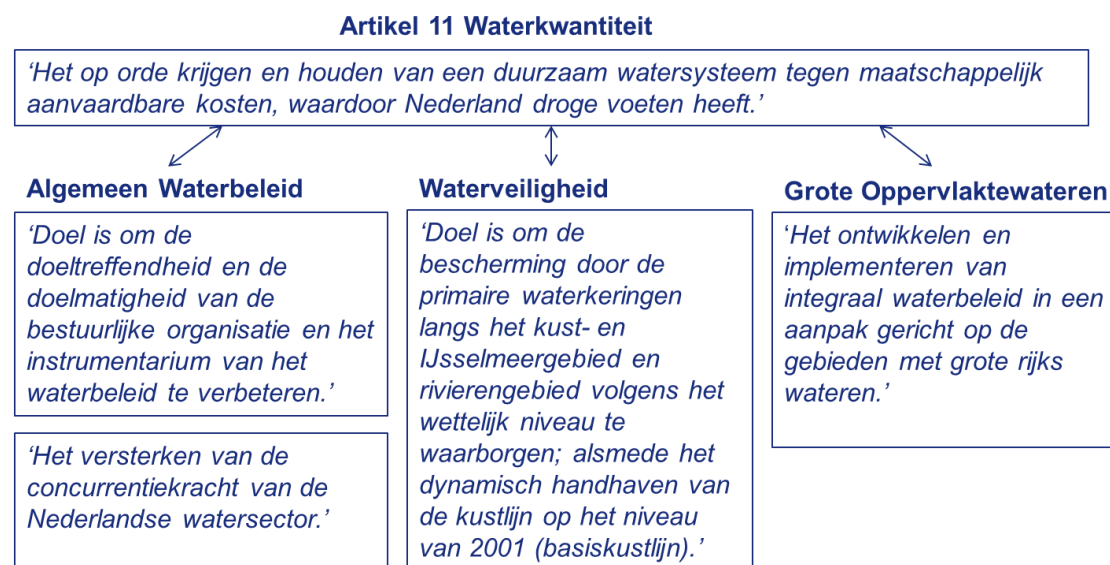 Artikel 11 Waterkwantiteit
‘Het op orde krijgen en houden van een duurzaam watersysteem tegen maatschappelijk
aanvaardbare kosten, waardoor Nederland droge voeten heeft.’
Algemeen Waterbeleid
‘Doel is om de
doeltreffendheid en de
doelmatigheid van de
bestuurlijke organisatie en het
instrumentarium van het
waterbeleid te verbeteren.’
‘Het versterken van de
concurrentiekracht van de
Nederlandse watersector.’
Waterveiligheid
‘Doel is om de
bescherming door de
primaire waterkeringen
langs het kust- en
IJsselmeergebied en
rivierengebied volgens het
wettelijk niveau te
waarborgen; alsmede het
dynamisch handhaven van
de kustlijn op het niveau
van 2001 (basiskustlijn).’
Grote Oppervlaktewateren
‘Het ontwikkelen en
implementeren van
integraal waterbeleid in een
aanpak gericht op de
gebieden met grote rijks
wateren.’